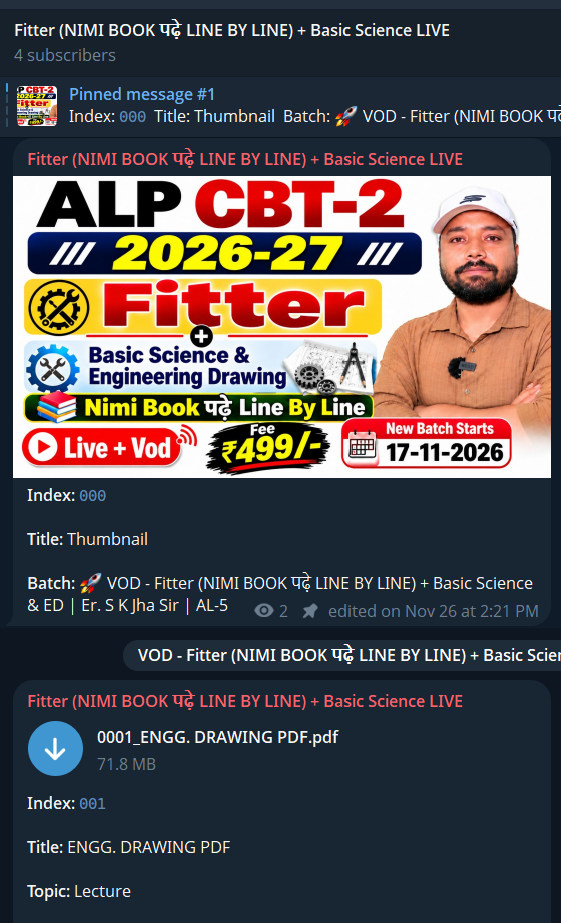 Fitter (NIMI BOOK पढ़े LINE BY LINE) + Basic Science LIVE
4 subscribers
Pinned message #1
Index: 000 Title: Thumbnail Batch: 🚀 VOD - Fitter (NIMI BOOK
Fitter (NIMI BOOK पढ़े LINE BY LINE) + Basic Science LIVE
ALP CBT-2
/// 2026-27 ///
Fitter
+
Basic Science &
Engineering Drawing
Nimi Book पढ़े Line By Line
Live + Vod
Fee
₹499/-
New Batch Starts
17-11-2026
Index: 000
Title: Thumbnail
Batch: 🚀 VOD - Fitter (NIMI BOOK पढ़े LINE BY LINE) + Basic Science
& ED | Er. S K Jha Sir | AL-5
2 edited on Nov 26 at 2:21 PM
VOD - Fitter (NIMI BOOK पढ़े LINE BY LINE) + Basic
Fitter (NIMI BOOK पढ़े LINE BY LINE) + Basic Science LIVE
0001_ENGG. DRAWING PDF.pdf
71.8 MB
Index: 001
Title: ENGG. DRAWING PDF
Topic: Lecture